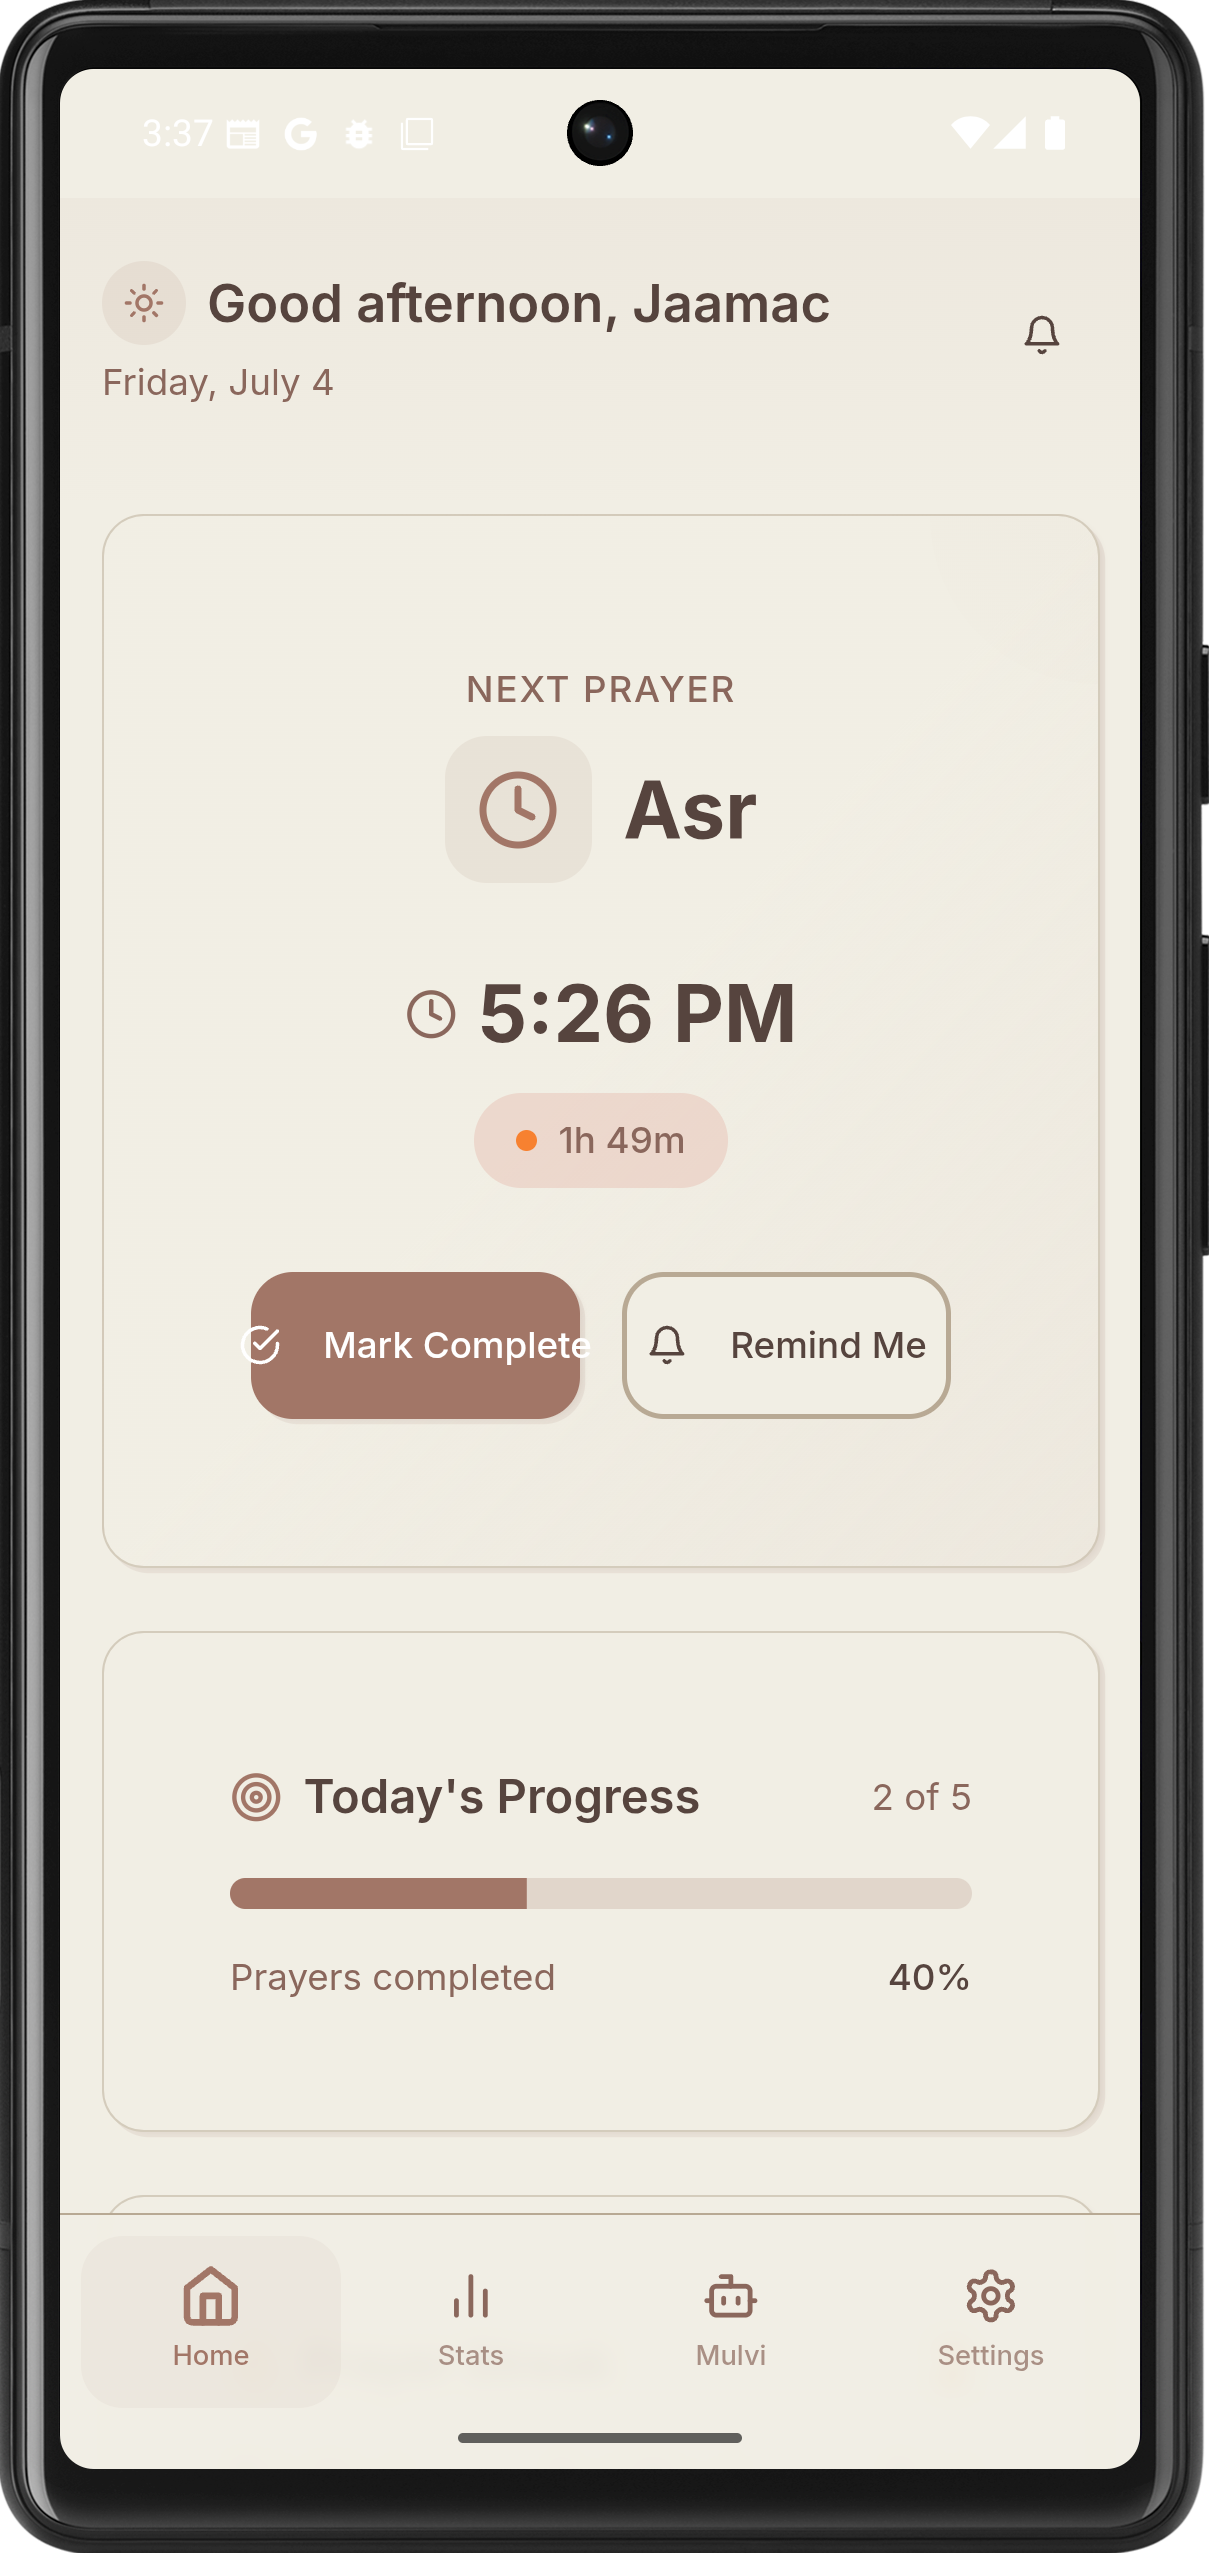 3:37
Good afternoon, Jaamac
Friday, July 4
NEXT PRAYER
Asr
5:26 PM
1h 49m
Mark Complete
Remind Me
Today's Progress
2 of 5
Prayers completed
40%
Home
Stats
Mulvi
Settings